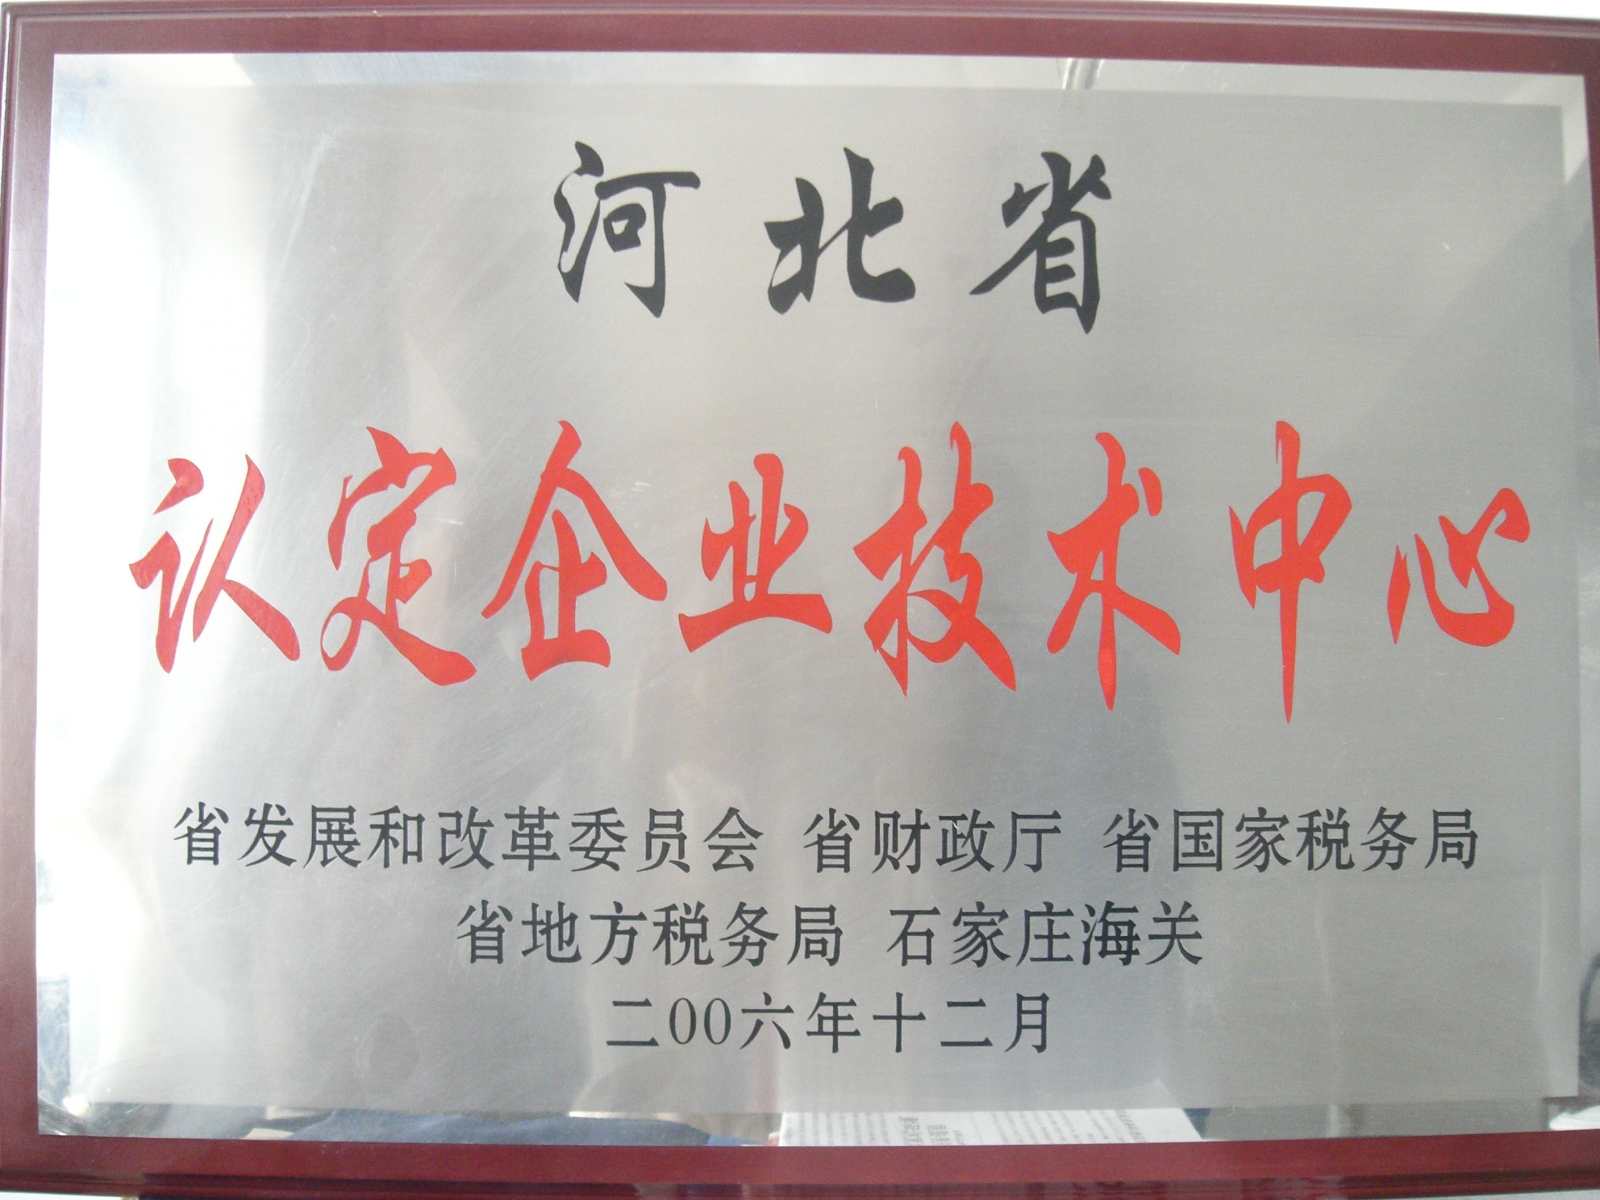 河北省
认定企业技术中心
省发展和改革委员会 省财政厅 省国家税务局
省地方税务局 石家庄海关
二00六年十二月